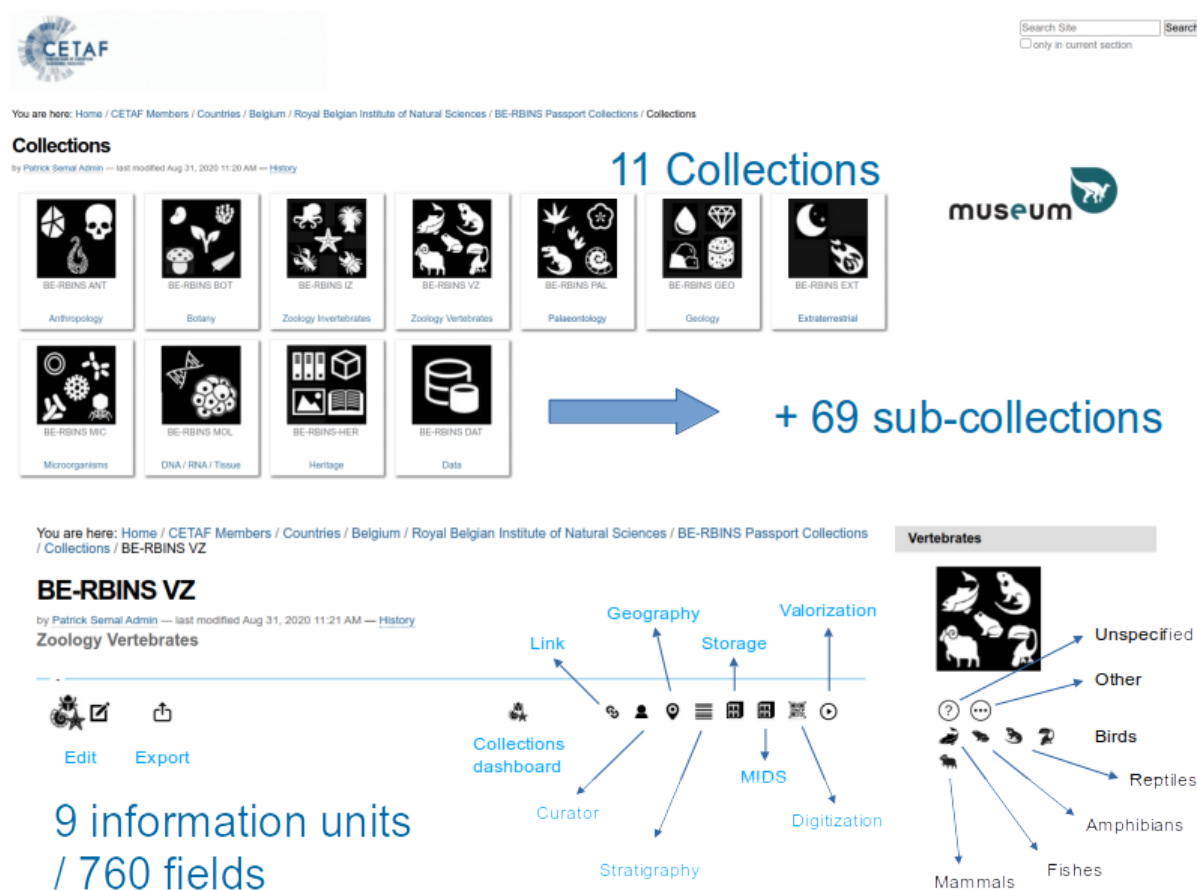 CETAF
Search Site
Search
only in current section
You are here: Home / CETAF Members / Countries / Belgium / Royal Belgian Institute of Natural Sciences / BE-RBINS Passport Collections / Collections
Collections
by Patrick Semal Admin — last modified Aug 31, 2020 11:20 AM — History
11 Collections
museum
BE-RBINS ANT
BE-RBINS BOT
BE-RBINS IZ
BE-RBINS VZ
BE-RBINS PAL
BE-RBINS GEO
BE-RBINS EXT
Anthropology
Botany
Zoology Invertebrates
Zoology Vertebrates
Palaeontology
Geology
Extraterrestrial
BE-RBINS MIC
BE-RBINS MOL
BE-RBINS-HER
BE-RBINS DAT
Microorganisms
DNA / RNA / Tissue
Heritage
Data
+ 69 sub-collections
You are here: Home / CETAF Members / Countries / Belgium / Royal Belgian Institute of Natural Sciences / BE-RBINS Passport Collections
/ Collections / BE-RBINS VZ
BE-RBINS VZ
by Patrick Semal Admin — last modified Aug 31, 2020 11:21 AM — History
Zoology Vertebrates
Link
Geography
Storage
Valorization
Edit
Export
Collections
dashboard
Curator
Stratigraphy
MIDS
Digitization
9 information units
/ 760 fields
Vertebrates
Unspecified
Other
Birds
Reptiles
Amphibians
Fishes
Mammals